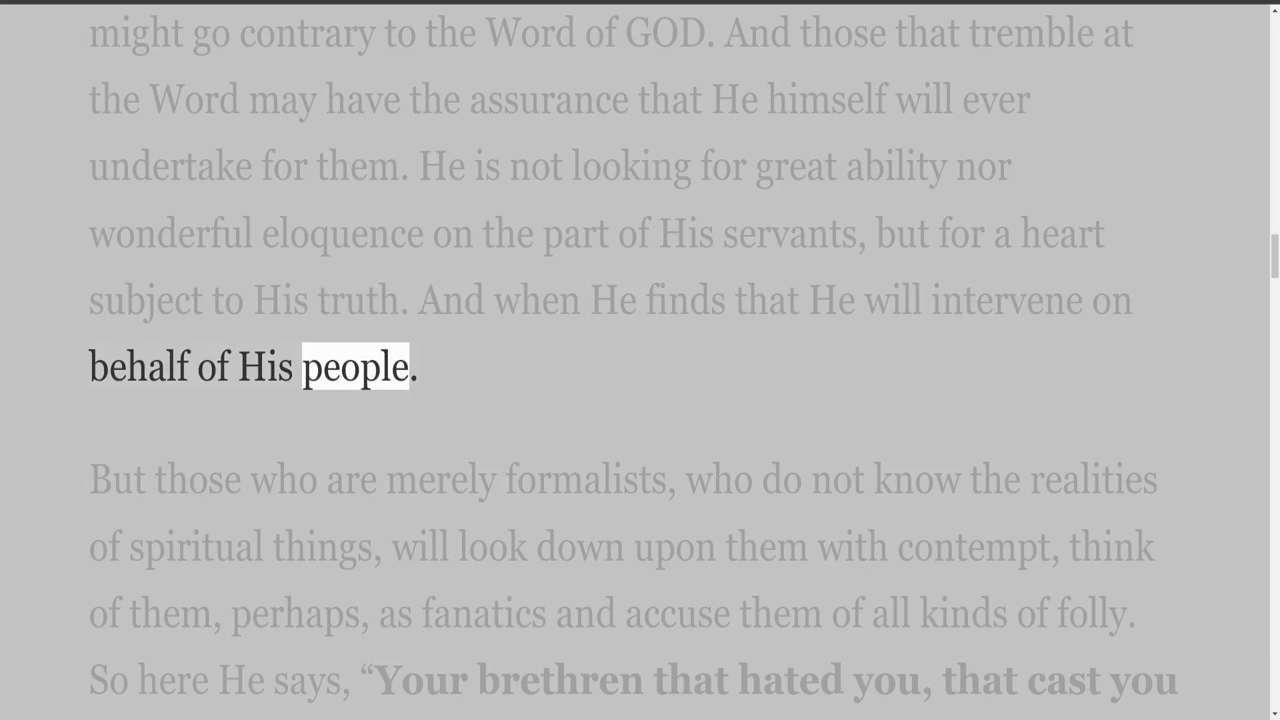 might go contrary to the Word of GOD. And those that tremble at
the Word may have the assurance that He himself will ever
undertake for them. He is not looking for great ability nor
wonderful eloquence on the part of His servants, but for a heart
subject to His truth. And when He finds that He will intervene on
behalf of His people.
But those who are merely formalists, who do not know the realities
of spiritual things, will look down upon them with contempt, think
of them, perhaps, as fanatics and accuse them of all kinds of folly.
So here He says, “Your brethren that hated you, that cast you